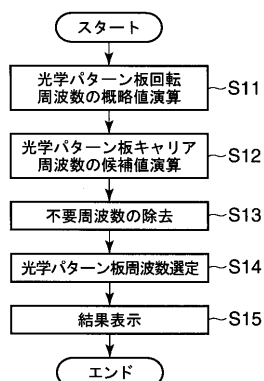 スタート
光学パターン板回転
周波数の概略値演算
S11
光学パターン板キャリア
周波数の候補値演算
S12
不要周波数の除去
S13
光学パターン板周波数選定
S14
結果表示
S15
エンド